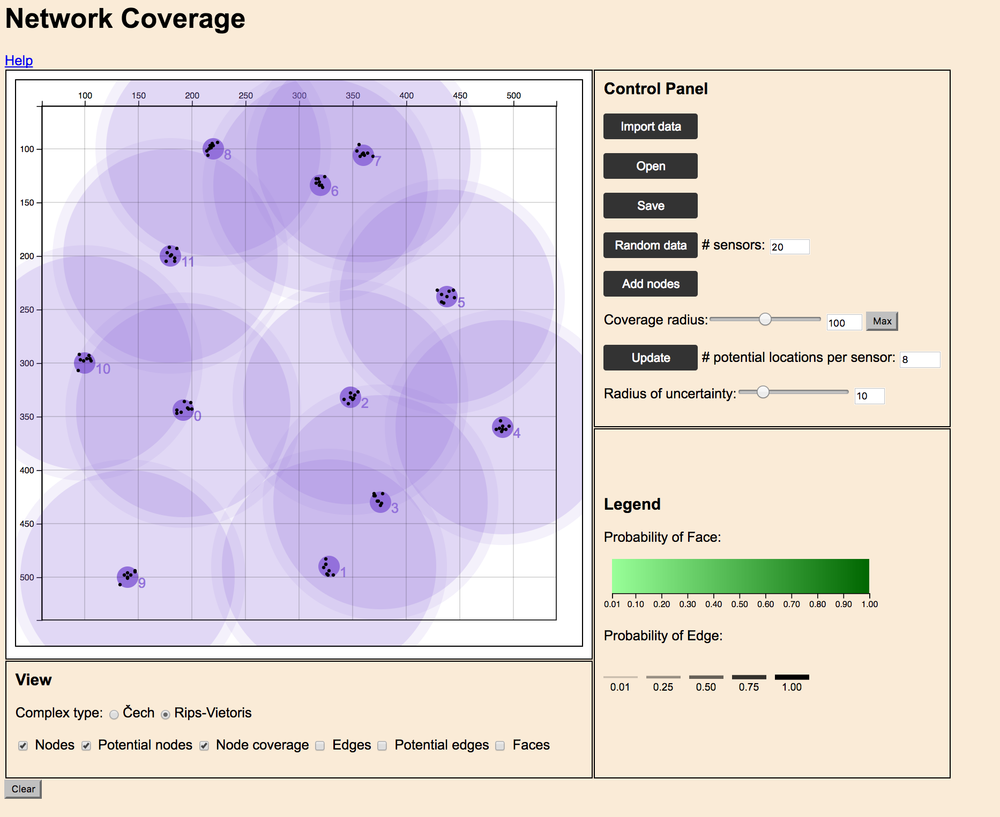 Network Coverage
Help
100 150 200 250 300 350 400 450 500
100
150
200
250
300
350
400
450
500
8
7
6
11
5
10
2
0
4
3
1
9
Control Panel
Import data
Open
Save
Random data # sensors: 20
Add nodes
Coverage radius: 100 Max
Update # potential locations per sensor: 8
Radius of uncertainty: 10
Legend
Probability of Face:
0.01 0.10 0.20 0.30 0.40 0.50 0.60 0.70 0.80 0.90 1.00
Probability of Edge:
0.01 0.25 0.50 0.75 1.00
View
Complex type: Čech Rips-Vietoris
Nodes Potential nodes Node coverage Edges Potential edges Faces
Clear